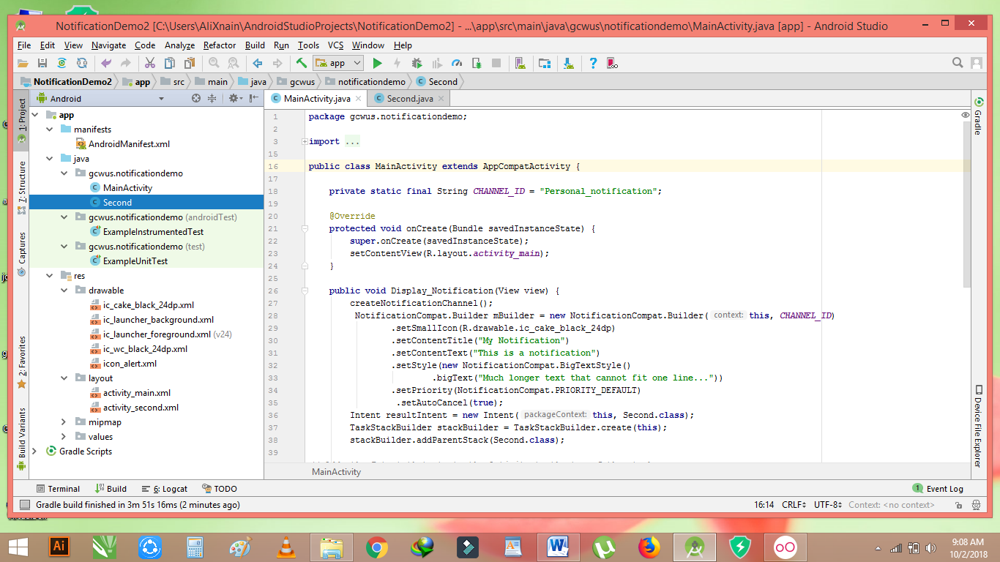 NotificationDemo2 [C:\Users\AliXnain\AndroidStudioProjects\NotificationDemo2] - ...\app\src\main\java\gcwus\notificationdemo\MainActivity.java [app] - Android Studio
File Edit View Navigate Code Analyze Refactor Build Run Tools VCS Window Help
app
NotificationDemo2 app src main java gcwus notificationdemo Second
Android
MainActivity.java Second.java
1: Project
7: Structure
Captures
2: Favorites
Build Variants
app
manifests
AndroidManifest.xml
java
gcwus.notificationdemo
MainActivity
Second
gcwus.notificationdemo (androidTest)
ExampleInstrumentedTest
gcwus.notificationdemo (test)
ExampleUnitTest
res
drawable
ic_cake_black_24dp.xml
ic_launcher_background.xml
ic_launcher_foreground.xml (v24)
ic_wc_black_24dp.xml
icon_alert.xml
layout
activity_main.xml
activity_second.xml
mipmap
values
Gradle Scripts
1 package gcwus.notificationdemo;
2
3 import ...
15
16 public class MainActivity extends AppCompatActivity {
17
18 private static final String CHANNEL_ID = "Personal_notification";
19
20 @Override
21 protected void onCreate(Bundle savedInstanceState) {
22 super.onCreate(savedInstanceState);
23 setContentView(R.layout.activity_main);
24 }
25
26 public void Display_Notification(View view) {
27 createNotificationChannel();
28 NotificationCompat.Builder mBuilder = new NotificationCompat.Builder( context: this, CHANNEL_ID)
29 .setSmallIcon(R.drawable.ic_cake_black_24dp)
30 .setContentTitle("My Notification")
31 .setContentText("This is a notification")
32 .setStyle(new NotificationCompat.BigTextStyle()
33 .bigText("Much longer text that cannot fit one line..."))
34 .setPriority(NotificationCompat.PRIORITY_DEFAULT)
35 .setAutoCancel(true);
36 Intent resultIntent = new Intent( packageContext: this, Second.class);
37 TaskStackBuilder stackBuilder = TaskStackBuilder.create(this);
38 stackBuilder.addParentStack(Second.class);
39
MainActivity
Gradle
Device File Explorer
Terminal Build 6: Logcat TODO
1 Event Log
Gradle build finished in 3m 51s 16ms (2 minutes ago)
16:14 CRLF UTF-8 Context: <no context>
Ai
W
9:08 AM
10/2/2018